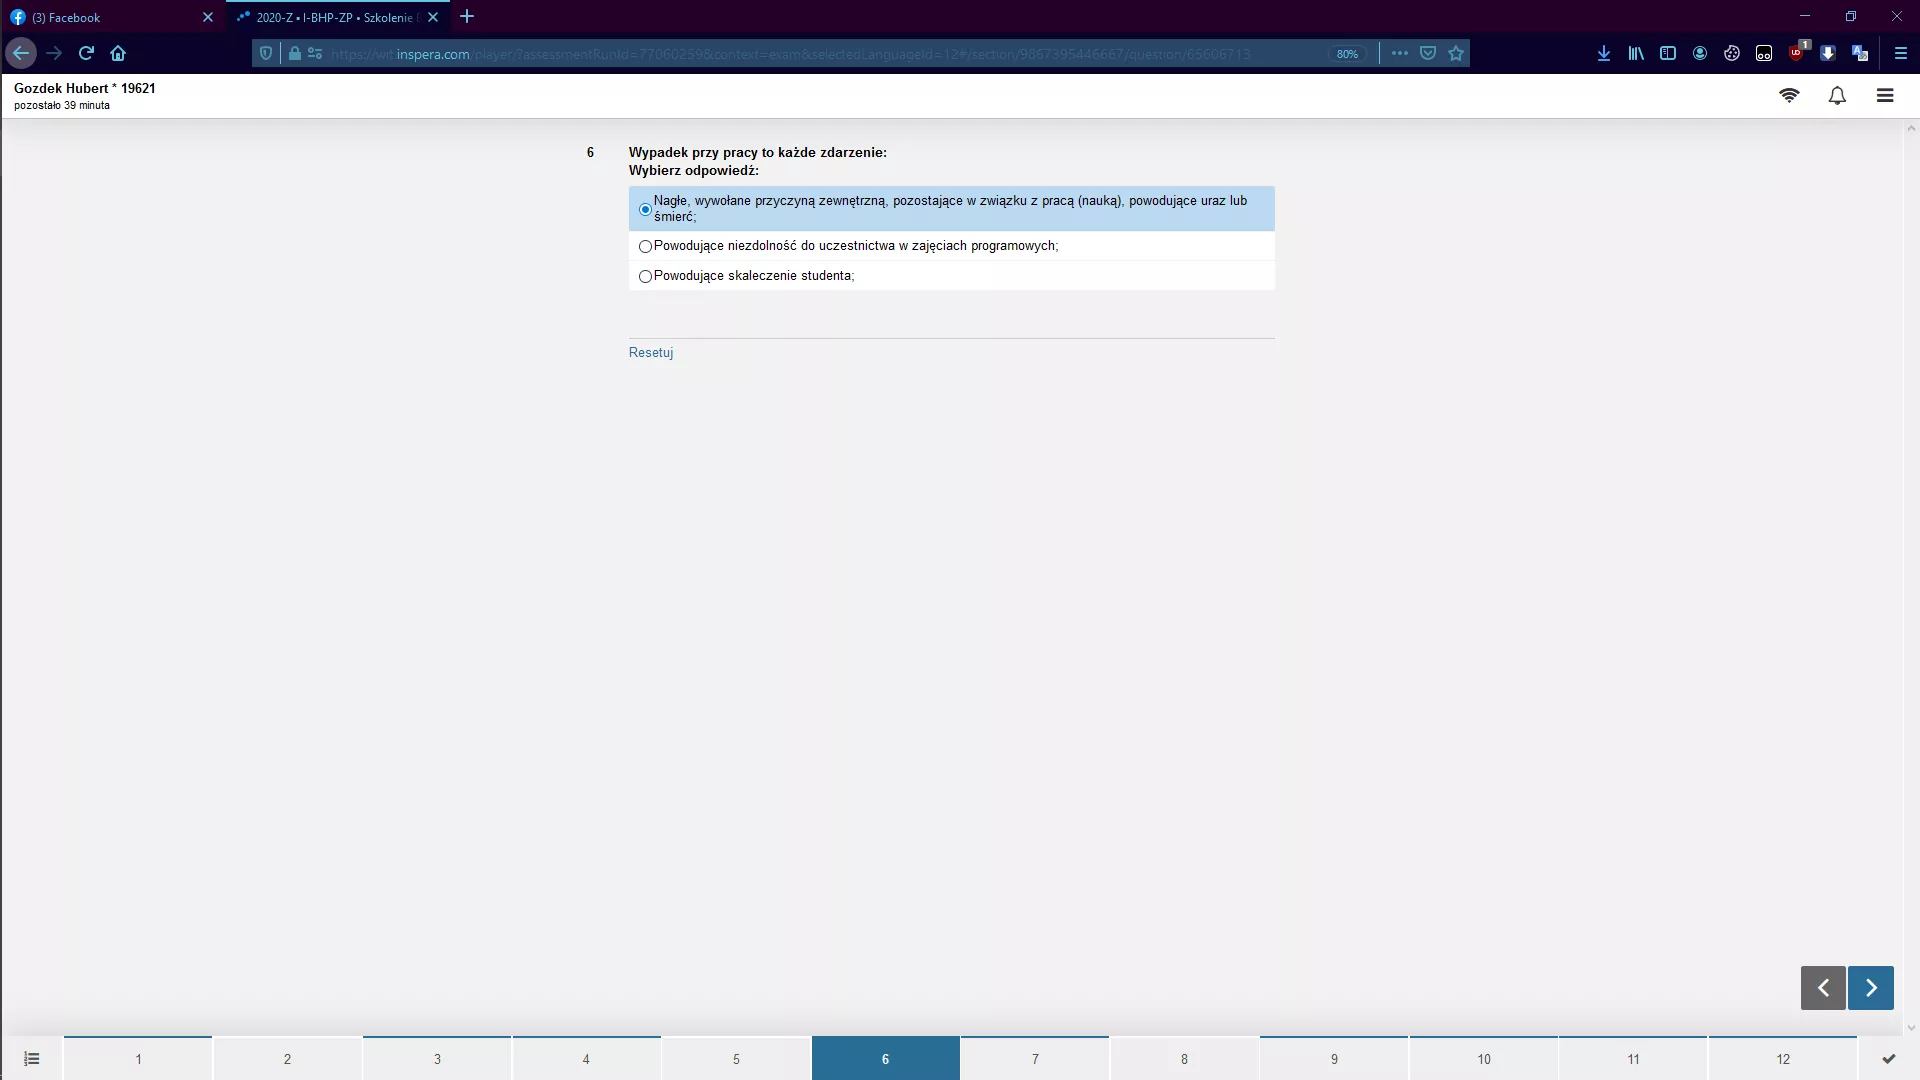 (3) Facebook
2020-Z • I-BHP-ZP • Szkolenie
https://wit.inspera.com/player/?assessmentRunId=77060259&context=exam&selectedLanguageId=12#/section/9867395446667/question/65606713
80%
1
Gozdek Hubert * 19621
pozostało 39 minuta
6 Wypadek przy pracy to każde zdarzenie:
Wybierz odpowiedź:
Nagłe, wywołane przyczyną zewnętrzną, pozostające w związku z pracą (nauką), powodujące uraz lub
śmierć;
Powodujące niezdolność do uczestnictwa w zajęciach programowych;
Powodujące skaleczenie studenta;
Resetuj
1 2 3 4 5 6 7 8 9 10 11 12